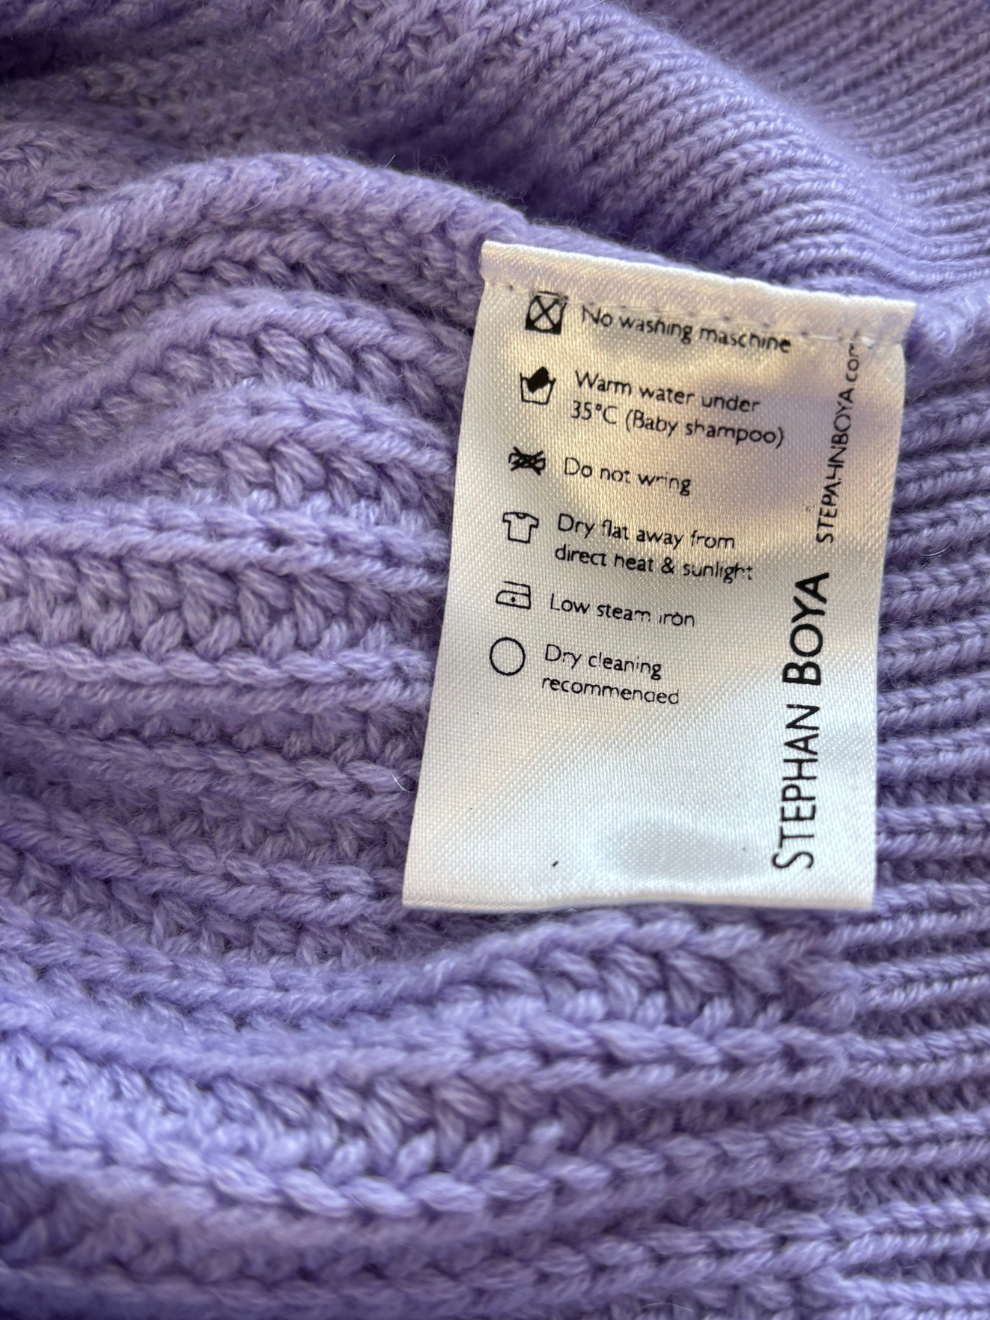 No washing maschine
Warm water under
35°C (Baby shampoo)
Do not wring
Dry flat away from
direct heat & sunlight
Low steam iron
Dry cleaning
recommended
STEPHAN BOYA
STEPAHNBOYA.com